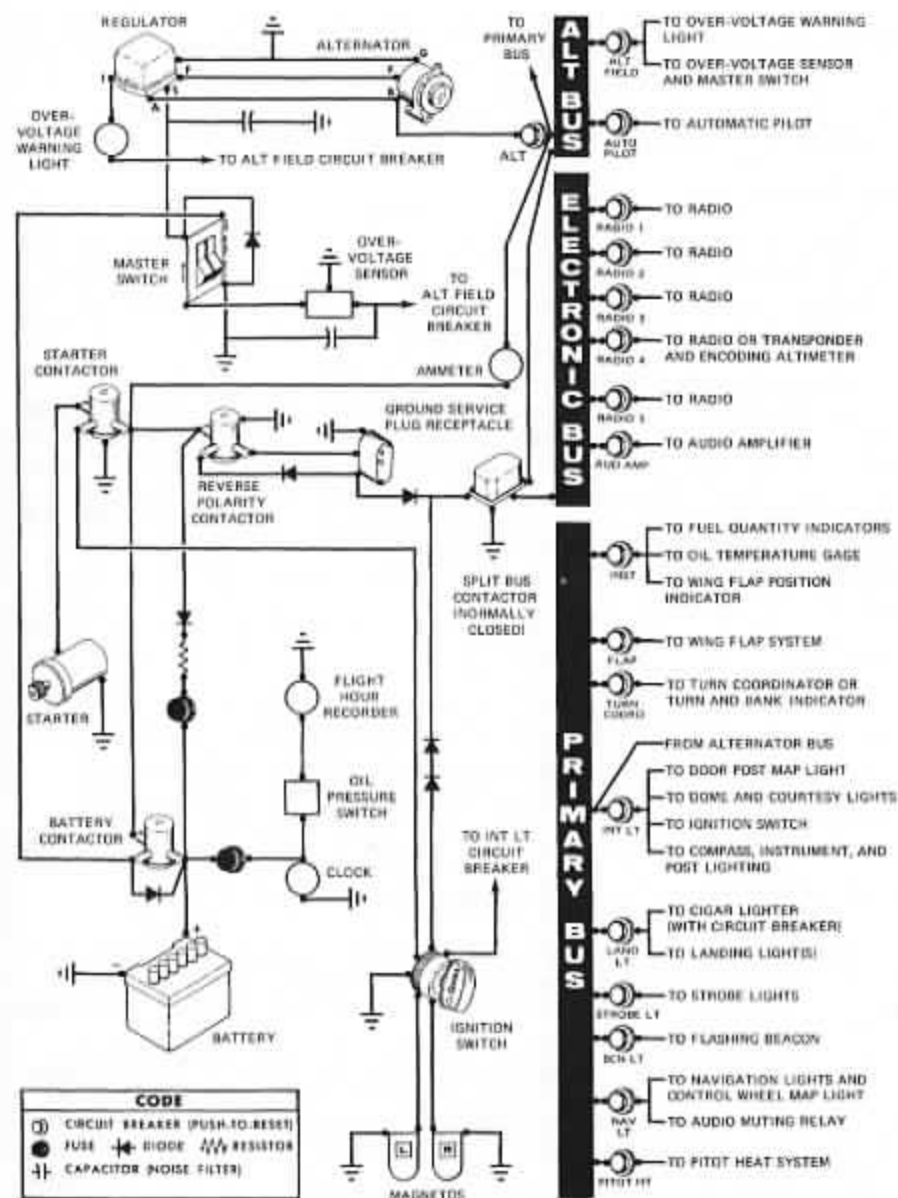 REGULATOR
ALTERNATOR
G
F
F
S
A
B
I
OVER-
VOLTAGE
WARNING
LIGHT
TO ALT FIELD CIRCUIT BREAKER
TO
PRIMARY
BUS
ALT
MASTER
SWITCH
OVER-
VOLTAGE
SENSOR
TO
ALT FIELD
CIRCUIT
BREAKER
AMMETER
STARTER
CONTACTOR
GROUND SERVICE
PLUG RECEPTACLE
REVERSE
POLARITY
CONTACTOR
SPLIT BUS
CONTACTOR
(NORMALLY
CLOSED)
STARTER
FLIGHT
HOUR
RECORDER
OIL
PRESSURE
SWITCH
BATTERY
CONTACTOR
CLOCK
TO INT LT
CIRCUIT
BREAKER
- +
BATTERY
IGNITION
SWITCH
L R
MAGNETOS
CODE
CIRCUIT BREAKER (PUSH-TO-RESET)
FUSE DIODE RESISTOR
CAPACITOR (NOISE FILTER)
ALT BUS
ALT
FIELD
TO OVER-VOLTAGE WARNING
LIGHT
TO OVER-VOLTAGE SENSOR
AND MASTER SWITCH
AUTO
PILOT
TO AUTOMATIC PILOT
ELECTRONIC BUS
RADIO 1
TO RADIO
RADIO 2
TO RADIO
RADIO 3
TO RADIO
RADIO 4
TO RADIO OR TRANSPONDER
AND ENCODING ALTIMETER
RADIO 5
TO RADIO
AUD AMP
TO AUDIO AMPLIFIER
PRIMARY BUS
INST
TO FUEL QUANTITY INDICATORS
TO OIL TEMPERATURE GAGE
TO WING FLAP POSITION
INDICATOR
FLAP
TO WING FLAP SYSTEM
TURN
COORD
TO TURN COORDINATOR OR
TURN AND BANK INDICATOR
FROM ALTERNATOR BUS
INT LT
TO DOOR POST MAP LIGHT
TO DOME AND COURTESY LIGHTS
TO IGNITION SWITCH
TO COMPASS, INSTRUMENT, AND
POST LIGHTING
LAND
LT
TO CIGAR LIGHTER
(WITH CIRCUIT BREAKER)
TO LANDING LIGHT(S)
STROBE LT
TO STROBE LIGHTS
BCN LT
TO FLASHING BEACON
NAV
LT
TO NAVIGATION LIGHTS AND
CONTROL WHEEL MAP LIGHT
TO AUDIO MUTING RELAY
PITOT HT
TO PITOT HEAT SYSTEM